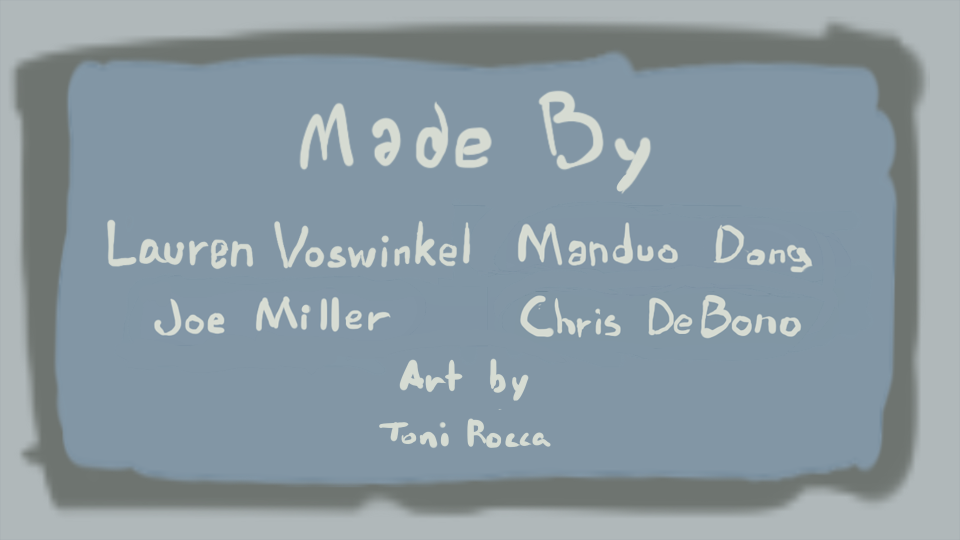 Made By
Lauren Voswinkel Manduo Dong
Joe Miller Chris DeBono
Art by
Toni Rocca